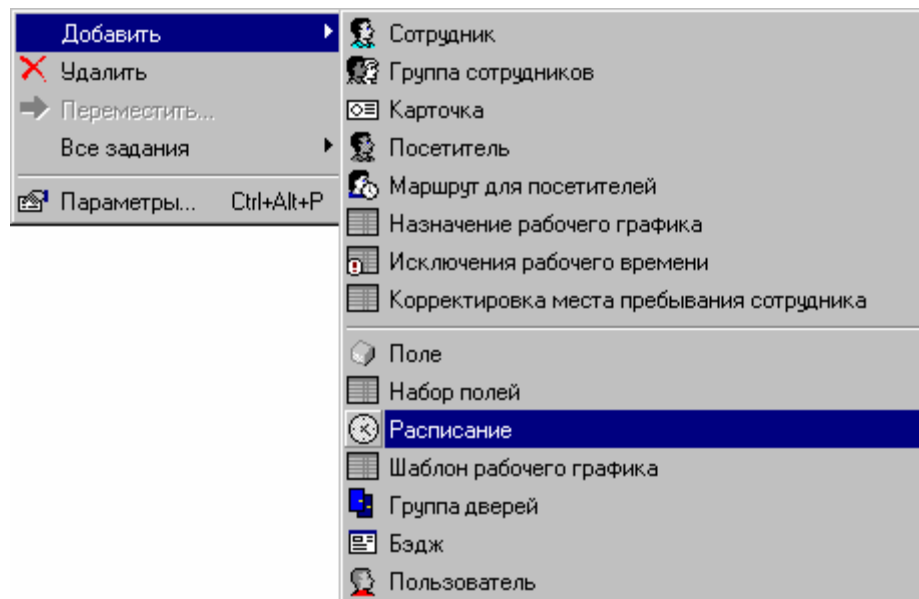 Добавить
Удалить
Переместить...
Все задания
Параметры... Ctrl+Alt+P
Сотрудник
Группа сотрудников
Карточка
Посетитель
Маршрут для посетителей
Назначение рабочего графика
Исключения рабочего времени
Корректировка места пребывания сотрудника
Поле
Набор полей
Расписание
Шаблон рабочего графика
Группа дверей
Бэдж
Пользователь